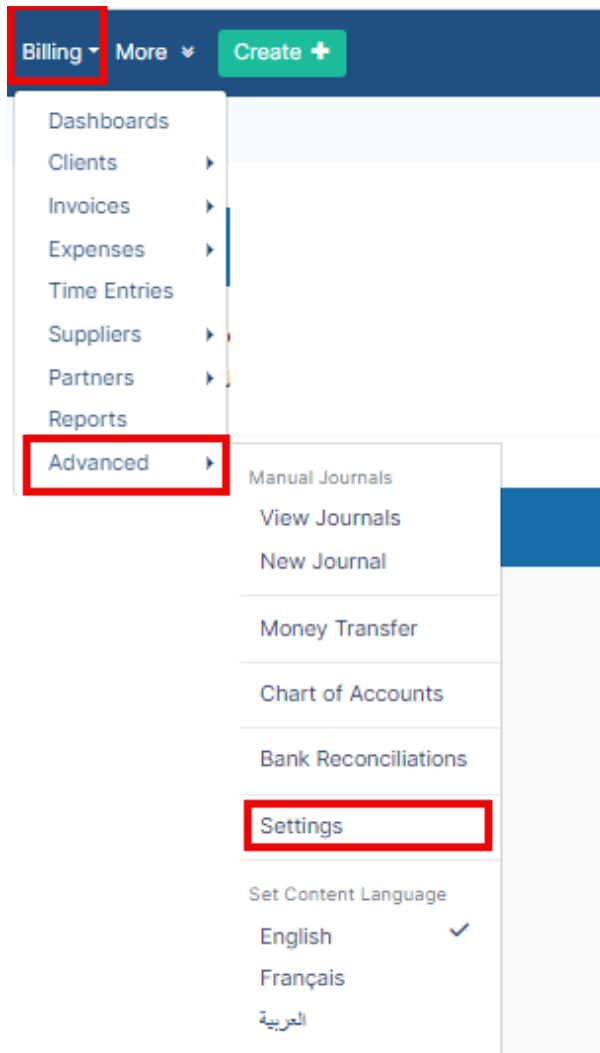 Billing More Create
Dashboards
Clients
Invoices
Expenses
Time Entries
Suppliers
Partners
Reports
Advanced
Manual Journals
View Journals
New Journal
Money Transfer
Chart of Accounts
Bank Reconciliations
Settings
Set Content Language
English
Français
العربية